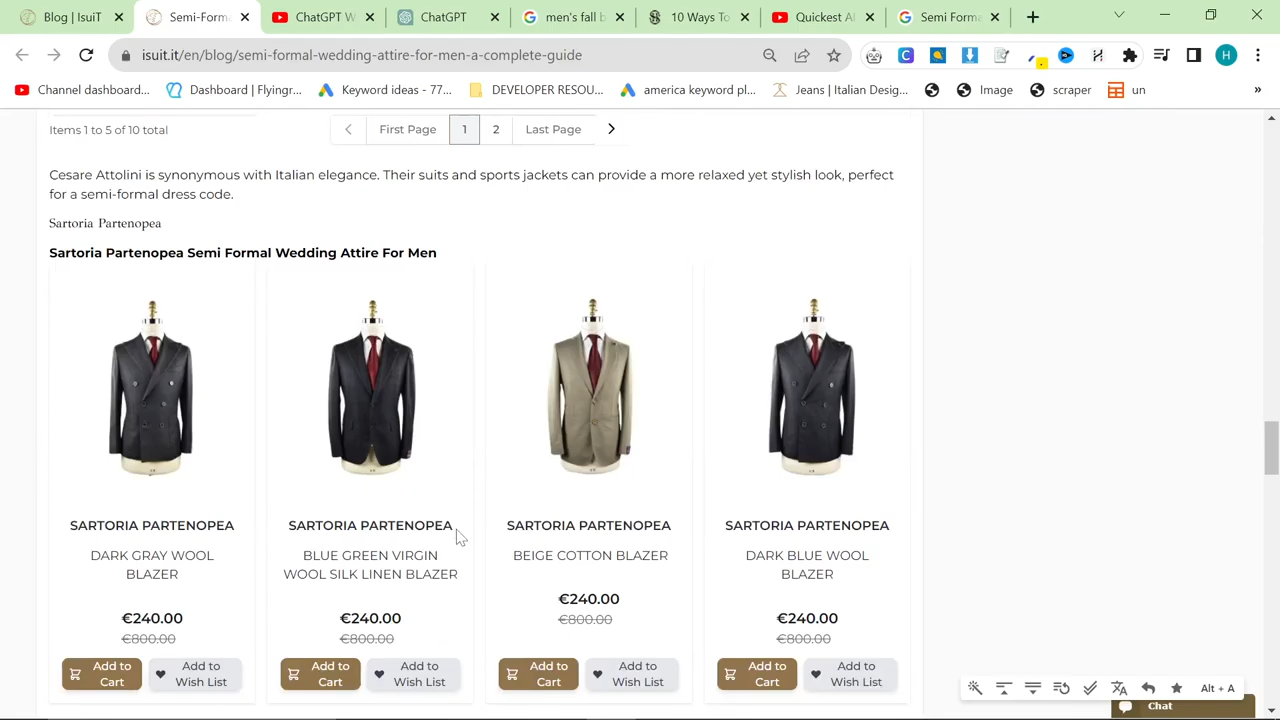 Blog | IsuiT
Semi-Forma
ChatGPT W
ChatGPT
men's fall b
10 Ways To
Quickest Al
Semi Forma
isuit.it/en/blog/semi-formal-wedding-attire-for-men-a-complete-guide
H
Channel dashboard...
Dashboard | Flyingr...
Keyword ideas, 77...
DEVELOPER RESOU...
america keyword pl...
Jeans | Italian Desig...
Image
scraper
un
»
Items 1 to 5 of 10 total
First Page
1
2
Last Page
Cesare Attolini is synonymous with Italian elegance. Their suits and sports jackets can provide a more relaxed yet stylish look, perfect
for a semi-formal dress code.
Sartoria Partenopea
Sartoria Partenopea Semi Formal Wedding Attire For Men
SARTORIA PARTENOPEA
DARK GRAY WOOL
BLAZER
€240.00
€800.00
Add to
Cart
Add to
Wish List
SARTORIA PARTENOPEA
BLUE GREEN VIRGIN
WOOL SILK LINEN BLAZER
€240.00
€800.00
Add to
Cart
Add to
Wish List
SARTORIA PARTENOPEA
BEIGE COTTON BLAZER
€240.00
€800.00
Add to
Cart
Add to
Wish List
SARTORIA PARTENOPEA
DARK BLUE WOOL
BLAZER
€240.00
€800.00
Add to
Cart
Add to
Wish List
Alt + A
Chat